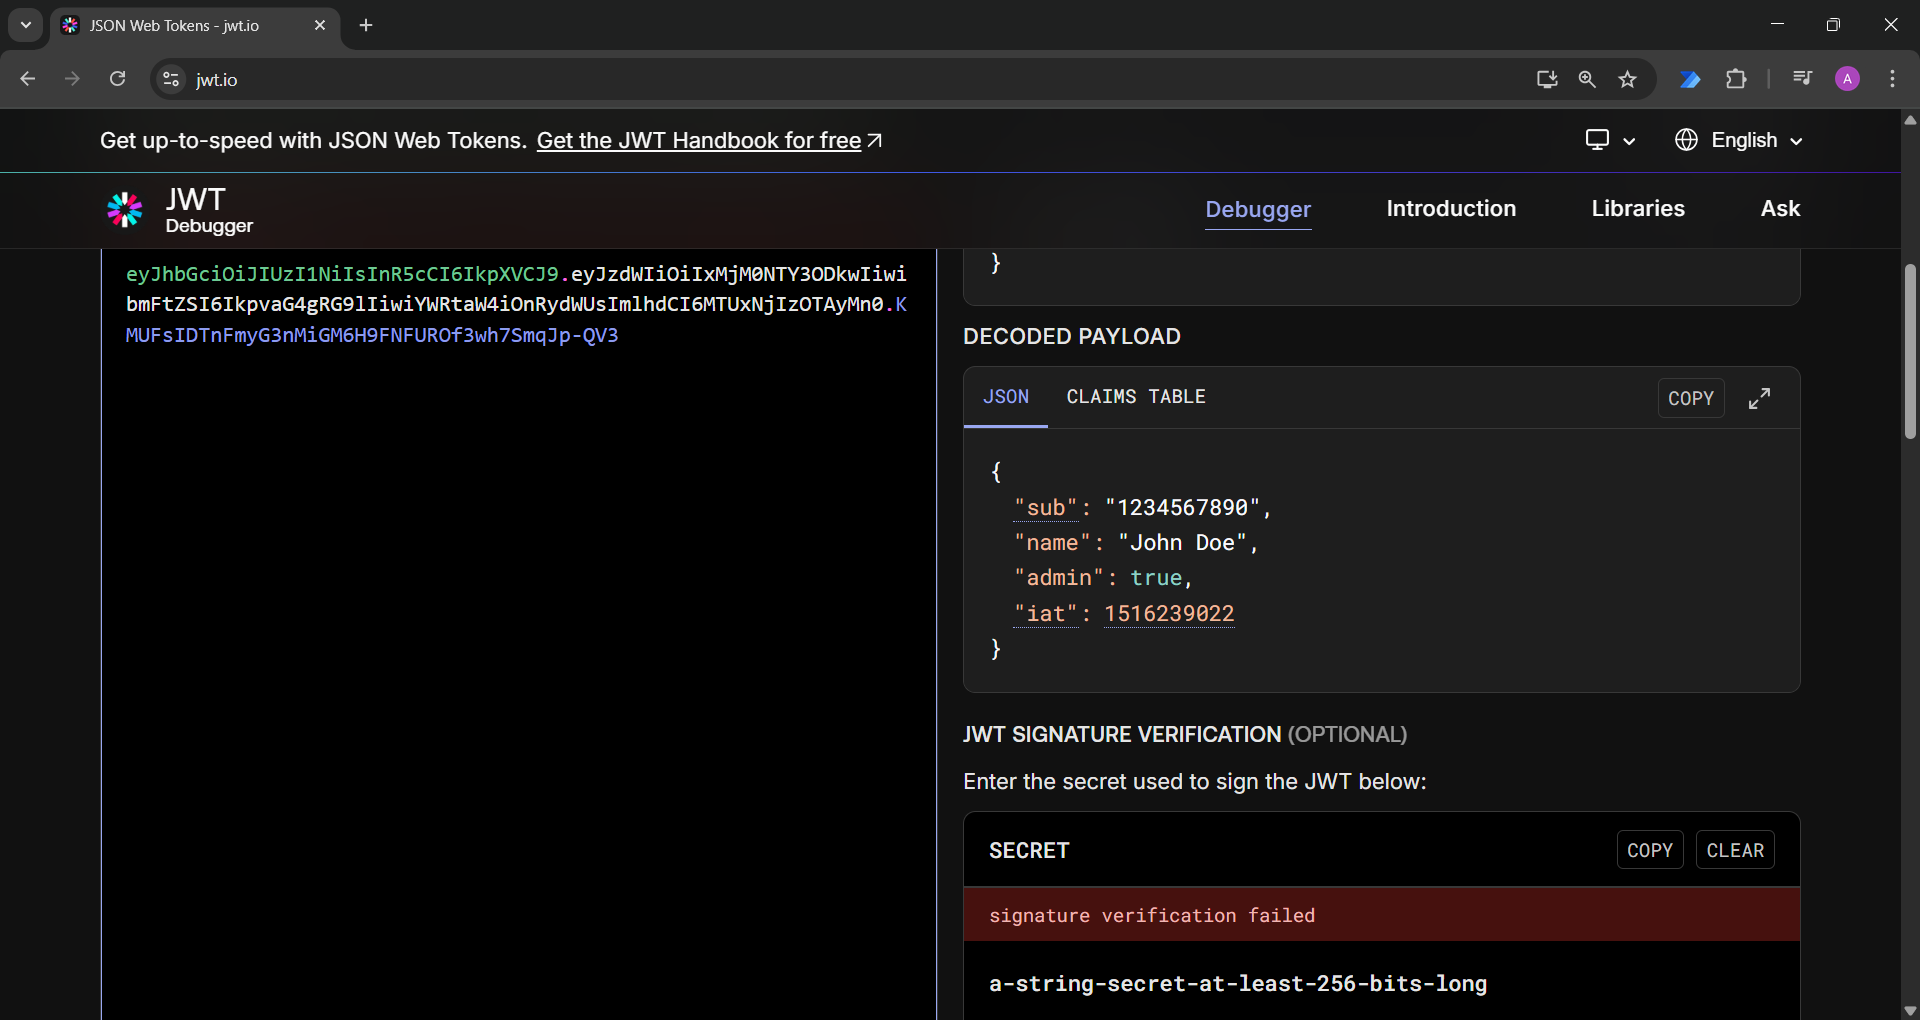 JSON Web Tokens - jwt.io
jwt.io
A
Get up-to-speed with JSON Web Tokens. Get the JWT Handbook for free
English
JWT
Debugger
Debugger
Introduction
Libraries
Ask
eyJhbGciOiJIUzI1NiIsInR5cCI6IkpXVCJ9.eyJzdWIiOiIxMjM0NTY3ODkwIiwi
bmFtZSI6IkpvaG4gRG9lIiwiYWRtaW4iOnRydWUsImlhdCI6MTUxNjIzOTAyMn0.K
MUFsIDTnFmyG3nMiGM6H9FNFUROf3wh7SmqJp-QV3
}
DECODED PAYLOAD
JSON
CLAIMS TABLE
COPY
{
"sub": "1234567890",
"name": "John Doe",
"admin": true,
"iat": 1516239022
}
JWT SIGNATURE VERIFICATION (OPTIONAL)
Enter the secret used to sign the JWT below:
SECRET
COPY
CLEAR
signature verification failed
a-string-secret-at-least-256-bits-long